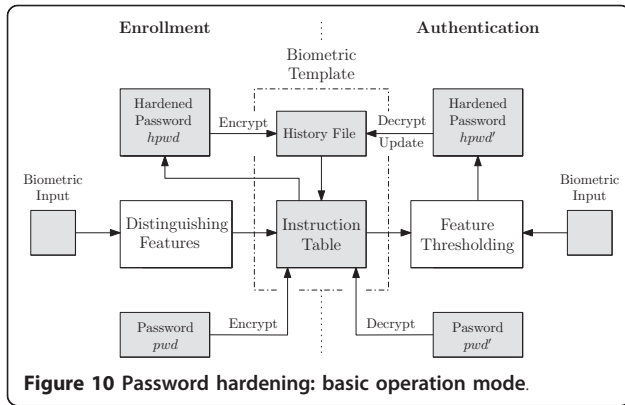 Enrollment
Authentication
Biometric
Template
Hardened
Password
hpwd
Encrypt
History File
Decrypt
Update
Hardened
Password
hpwd'
Biometric
Input
Distinguishing
Features
Instruction
Table
Feature
Thresholding
Biometric
Input
Password
pwd
Encrypt
Decrypt
Pasword
pwd'
Figure 10 Password hardening: basic operation mode.